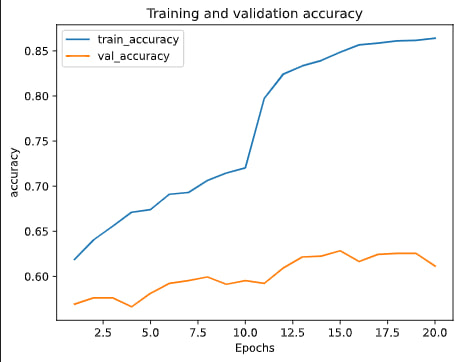 Training and validation accuracy
train_accuracy
val_accuracy
0.85
0.80
0.75
0.70
0.65
0.60
accuracy
2.5 5.0 7.5 10.0 12.5 15.0 17.5 20.0
Epochs